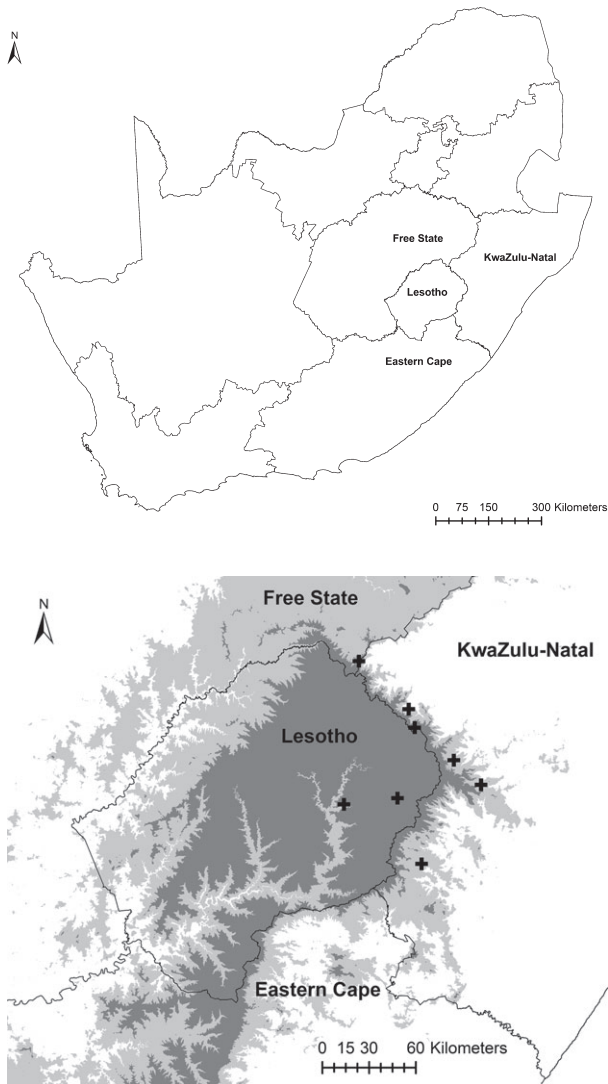 N
Free State
KwaZulu-Natal
Lesotho
Eastern Cape
0 75 150 300 Kilometers
N
Free State
KwaZulu-Natal
Lesotho
Eastern Cape
0 15 30 60 Kilometers